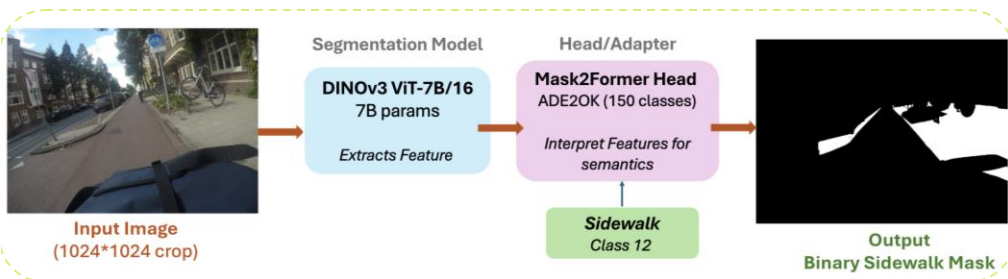 Segmentation Model
Head/Adapter
DINOv3 ViT-7B/16
7B params
Extracts Feature
Mask2Former Head
ADE2OK (150 classes)
Interpret Features for
semantics
Sidewalk
Class 12
Input Image
(1024*1024 crop)
Output
Binary Sidewalk Mask